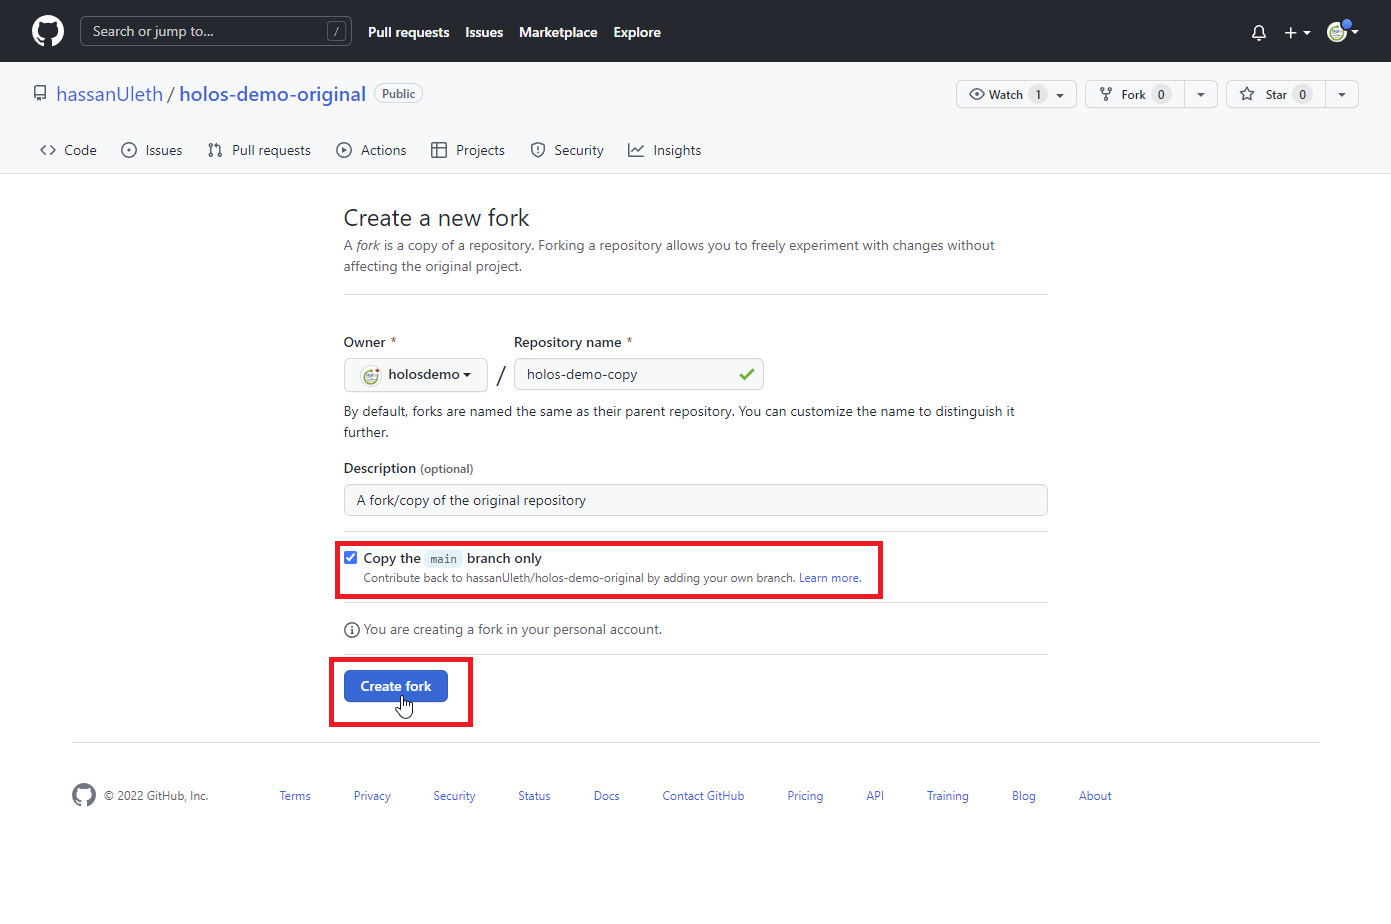 Search or jump to... /
Pull requests Issues Marketplace Explore
hassanUleth / holos-demo-original Public
Watch 1 Fork 0 Star 0
Code Issues Pull requests Actions Projects Security Insights
Create a new fork
A fork is a copy of a repository. Forking a repository allows you to freely experiment with changes without
affecting the original project.
Owner * Repository name *
holosdemo / holos-demo-copy
By default, forks are named the same as their parent repository. You can customize the name to distinguish it
further.
Description (optional)
A fork/copy of the original repository
Copy the main branch only
Contribute back to hassanUleth/holos-demo-original by adding your own branch. Learn more.
You are creating a fork in your personal account.
Create fork
© 2022 GitHub, Inc. Terms Privacy Security Status Docs Contact GitHub Pricing API Training Blog About